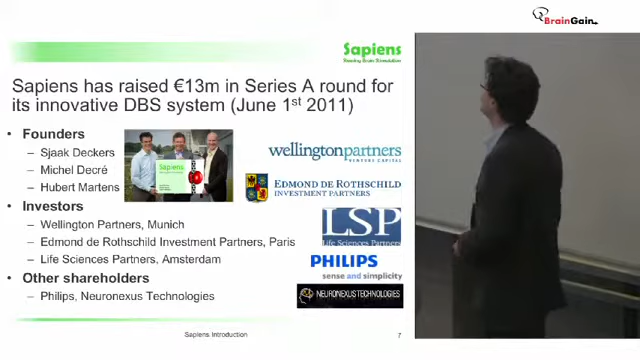 BrainGain
Sapiens
Steering Brain Stimulation
Sapiens has raised €13m in Series A round for
its innovative DBS system (June 1st 2011)
• Founders
– Sjaak Deckers
– Michel Decré
– Hubert Martens
• Investors
– Wellington Partners, Munich
– Edmond de Rothschild Investment Partners, Paris
– Life Sciences Partners, Amsterdam
• Other shareholders
– Philips, Neuronexus Technologies
Sapiens
wellingtonpartners
VENTURE CAPITAL
EDMOND DE ROTHSCHILD
INVESTMENT PARTNERS
LSP
Life Sciences Partners
PHILIPS
sense and simplicity
NEURONEXUS TECHNOLOGIES
Sapiens Introduction
7